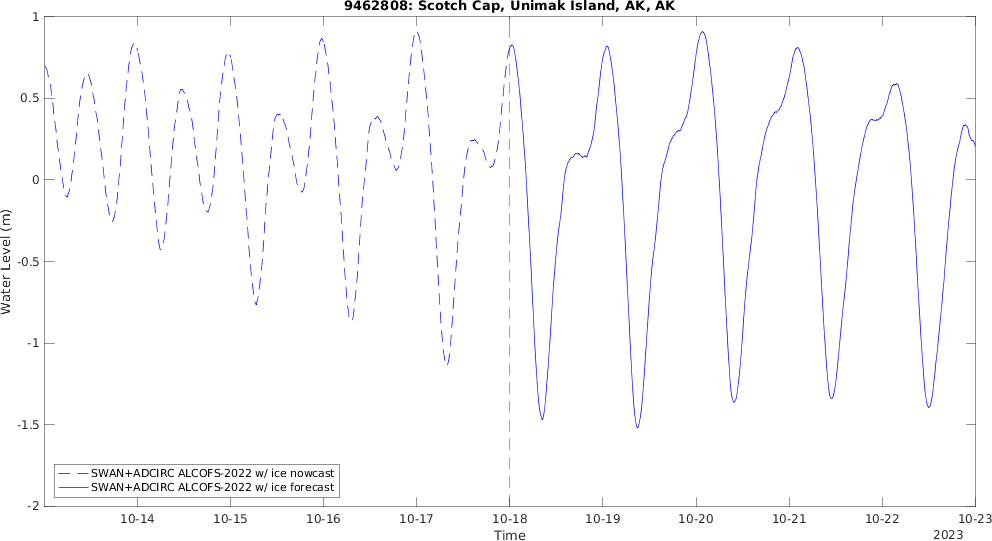 9462808: Scotch Cap, Unimak Island, AK, AK
Water Level (m)
1
0.5
0
-0.5
-1
-1.5
-2
SWAN+ADCIRC ALCOFS-2022 w/ ice nowcast
SWAN+ADCIRC ALCOFS-2022 w/ ice forecast
10-14 10-15 10-16 10-17 10-18 10-19 10-20 10-21 10-22 10-23
Time
2023